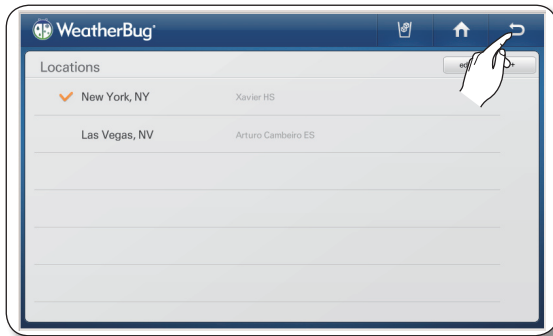 WeatherBug
Locations
New York, NY Xavier HS
Las Vegas, NV Arturo Cambeiro ES